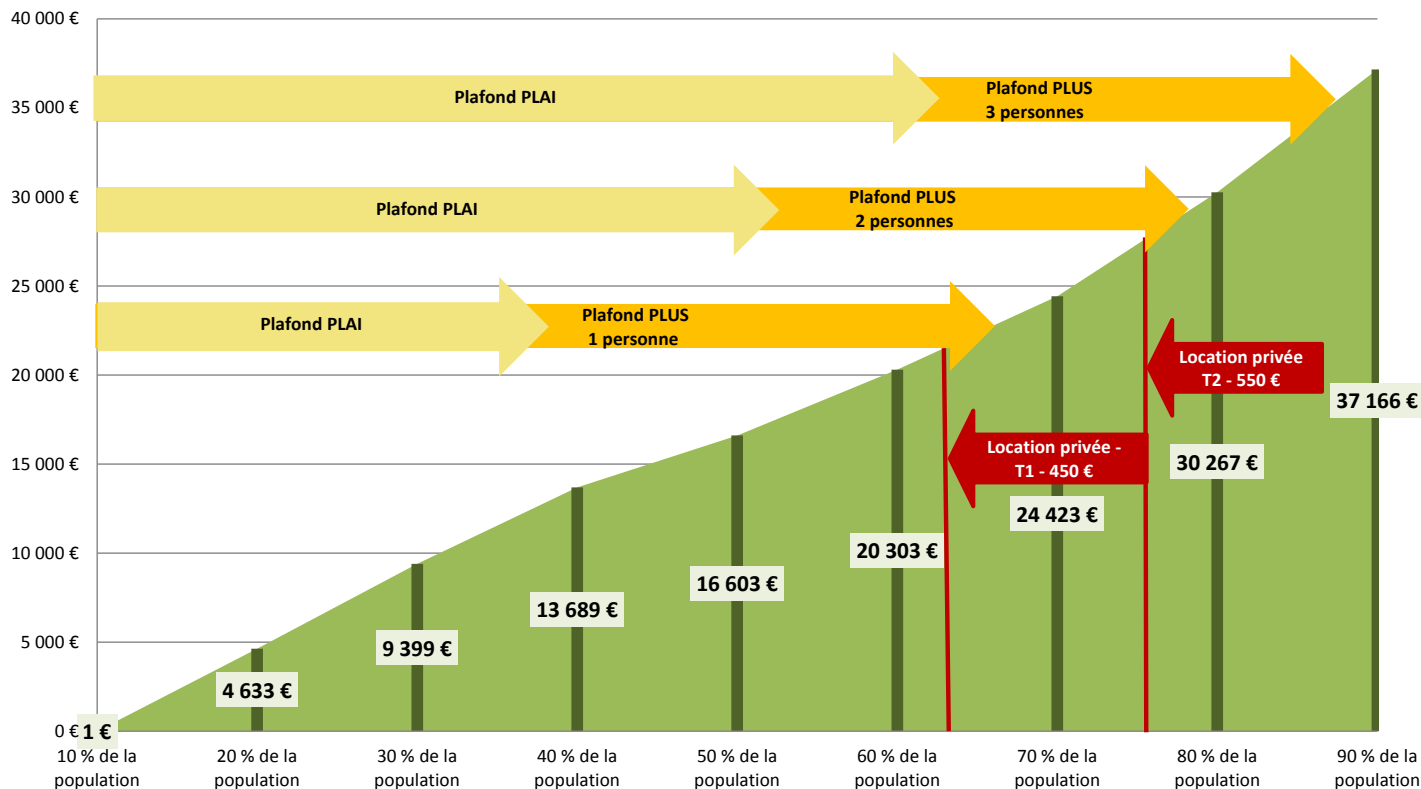 40 000 €
35 000 €
30 000 €
25 000 €
20 000 €
15 000 €
10 000 €
5 000 €
0 €
Plafond PLAI
Plafond PLUS
3 personnes
Plafond PLAI
Plafond PLUS
2 personnes
Plafond PLAI
Plafond PLUS
1 personne
Location privée
T2 - 550 €
Location privée -
T1 - 450 €
1 €
4 633 €
9 399 €
13 689 €
16 603 €
20 303 €
24 423 €
30 267 €
37 166 €
10 % de la
population
20 % de la
population
30 % de la
population
40 % de la
population
50 % de la
population
60 % de la
population
70 % de la
population
80 % de la
population
90 % de la
population